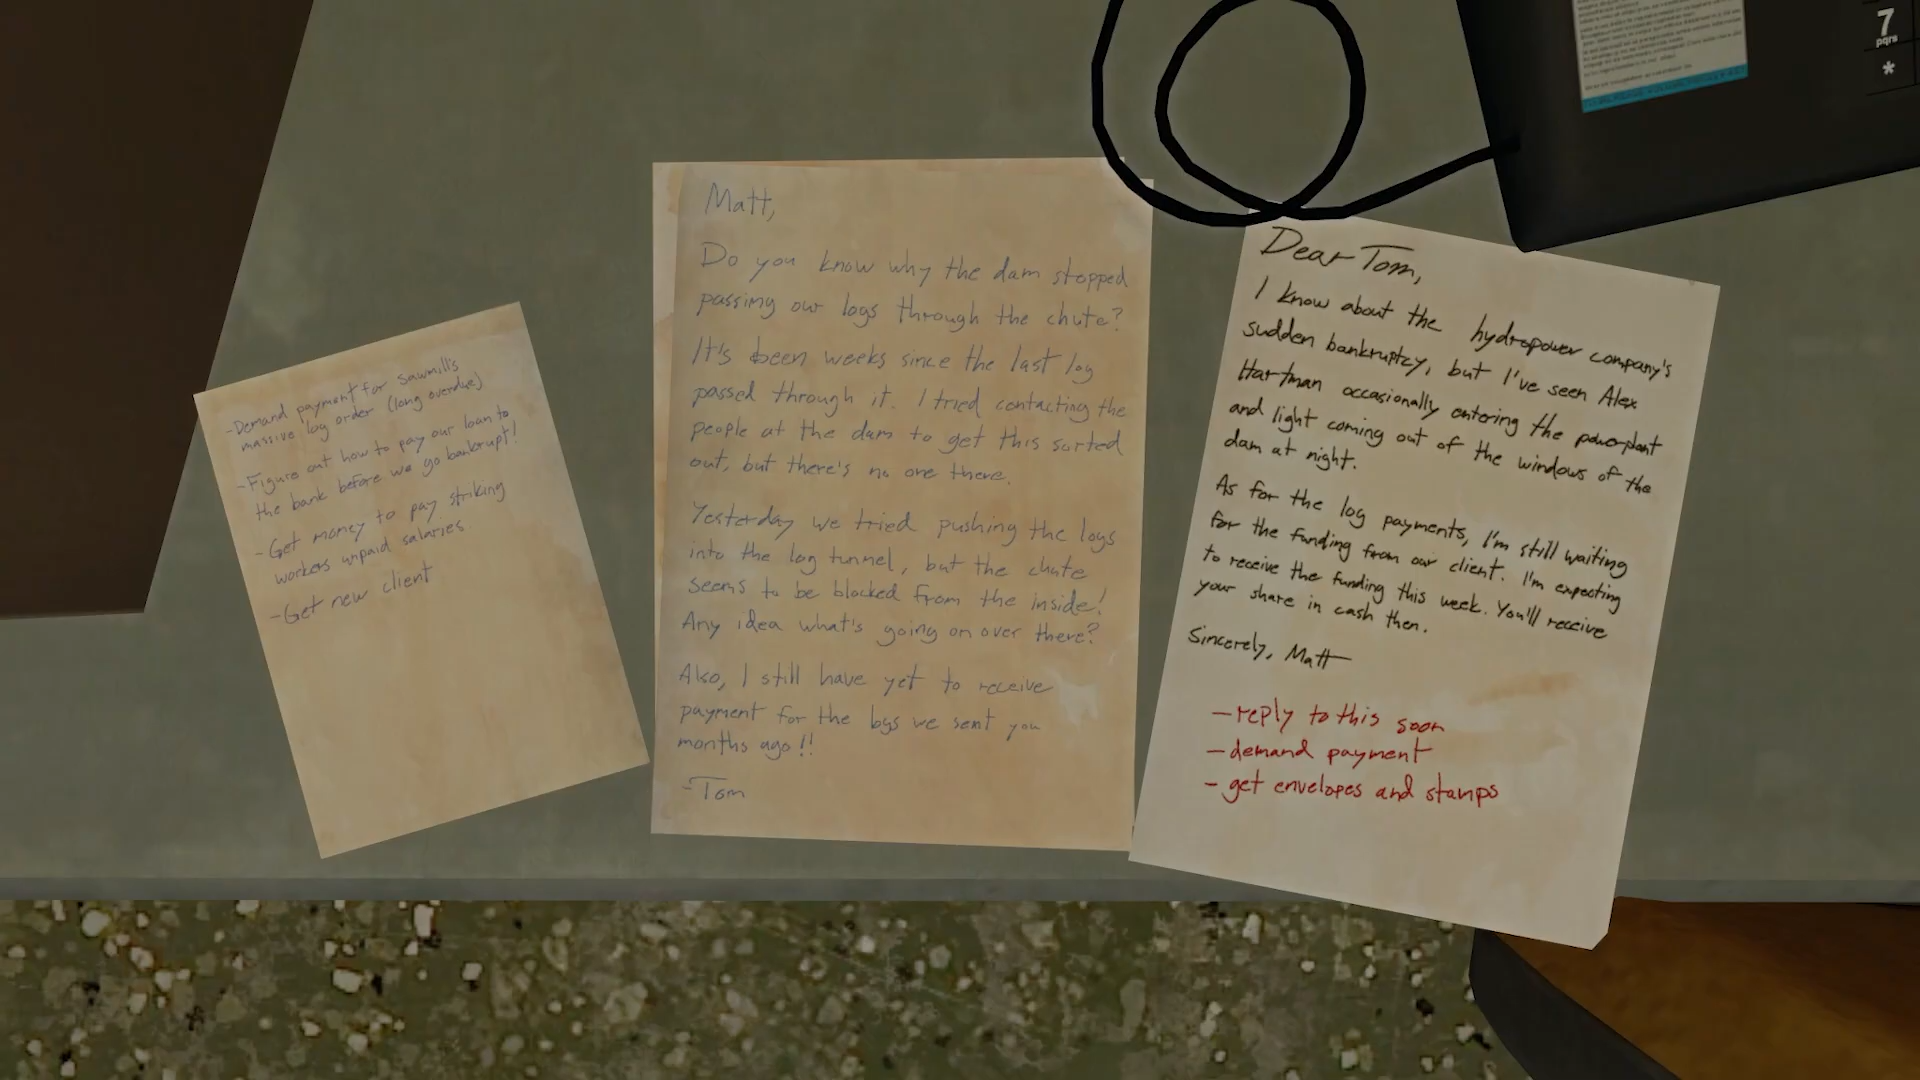 -Demand payment for sawmill's
massive log order (long overdue)
-Figure out how to pay our loan to
the bank before we go bankrupt!
-Get money to pay striking
workers unpaid salaries.
-Get new client
Matt,
Do you know why the dam stopped
passing our logs through the chute?
It's been weeks since the last log
passed through it. I tried contacting the
people at the dam to get this sorted
out, but there's no one there.
Yesterday we tried pushing the logs
into the log tunnel, but the chute
seems to be blocked from the inside!
Any idea what's going on over there?
Also, I still have yet to receive
payment for the logs we sent you
months ago!!
-Tom
Dear Tom,
I know about the hydropower company's
sudden bankruptcy, but I've seen Alex
Hartman occasionally entering the powerplant
and light coming out of the windows of the
dam at night.
As for the log payments, I'm still waiting
for the funding from our client. I'm expecting
to receive the funding this week. You'll receive
your share in cash then.
Sincerely, Matt
-reply to this soon
-demand payment
-get envelopes and stamps
7
pqrs
*